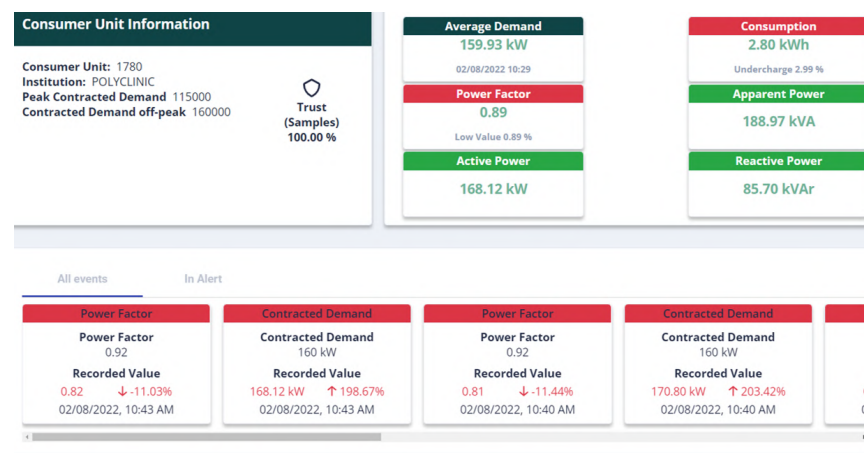 Consumer Unit Information
Consumer Unit: 1780
Institution: POLYCLINIC
Peak Contracted Demand 115000
Contracted Demand off-peak 160000
Trust
(Samples)
100.00 %
Average Demand
159.93 kW
02/08/2022 10:29
Consumption
2.80 kWh
Undercharge 2.99 %
Power Factor
0.89
Low Value 0.89 %
Apparent Power
188.97 kVA
Active Power
168.12 kW
Reactive Power
85.70 kVAr
All events
In Alert
Power Factor
Power Factor
0.92
Recorded Value
0.82 ↓ -11.03%
02/08/2022, 10:43 AM
Contracted Demand
Contracted Demand
160 kW
Recorded Value
168.12 kW ↑ 198.67%
02/08/2022, 10:43 AM
Power Factor
Power Factor
0.92
Recorded Value
0.81 ↓ -11.44%
02/08/2022, 10:40 AM
Contracted Demand
Contracted Demand
160 kW
Recorded Value
170.80 kW ↑ 203.42%
02/08/2022, 10:40 AM